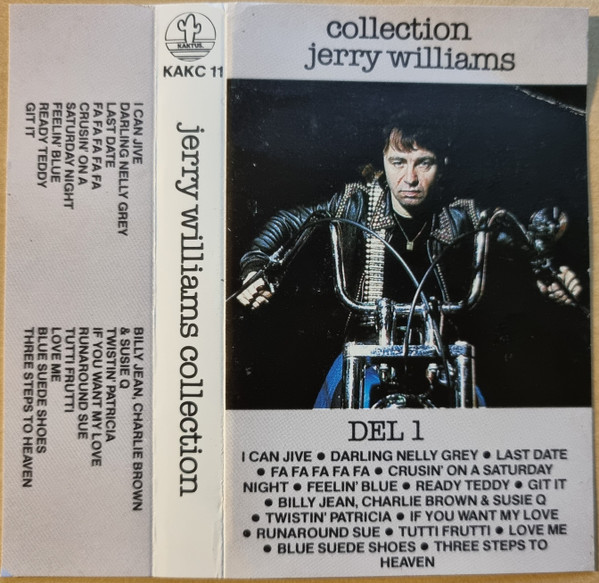 I CAN JIVE
DARLING NELLY GREY
LAST DATE
FA FA FA FA FA
CRUSIN' ON A
SATURDAY NIGHT
FEELIN' BLUE
READY TEDDY
GIT IT
BILLY JEAN, CHARLIE BROWN
& SUSIE Q
TWISTIN' PATRICIA
IF YOU WANT MY LOVE
RUNAROUND SUE
TUTTI FRUTTI
LOVE ME
BLUE SUEDE SHOES
THREE STEPS TO HEAVEN
KAKTUS.
KAKC 11
jerry williams collection
collection
jerry williams
DEL 1
I CAN JIVE ● DARLING NELLY GREY ● LAST DATE
● FA FA FA FA FA ● CRUSIN' ON A SATURDAY
NIGHT ● FEELIN' BLUE ● READY TEDDY ● GIT IT
● BILLY JEAN, CHARLIE BROWN & SUSIE Q
● TWISTIN' PATRICIA ● IF YOU WANT MY LOVE
● RUNAROUND SUE ● TUTTI FRUTTI ● LOVE ME
● BLUE SUEDE SHOES ● THREE STEPS TO
HEAVEN